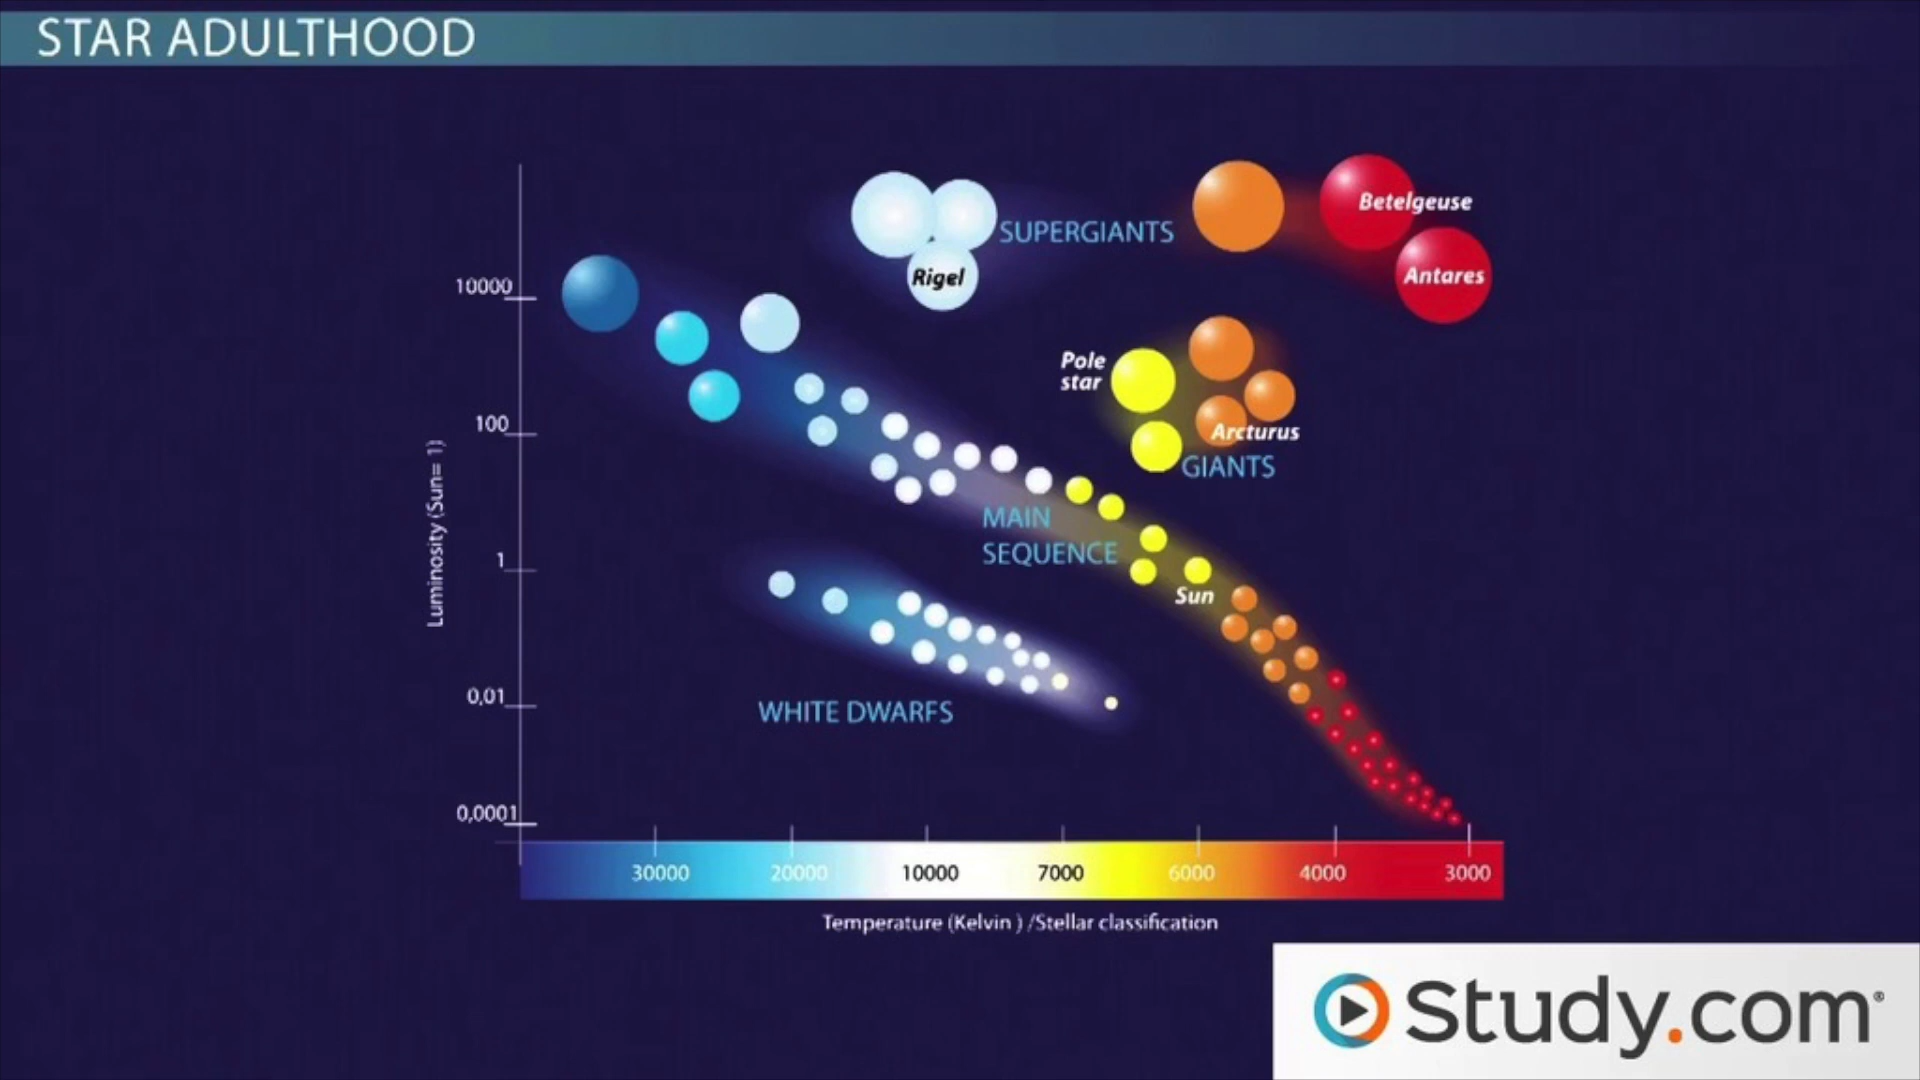 STAR ADULTHOOD
Betelgeuse
SUPERGIANTS
Rigel
Antares
10000
Pole
star
100
Arcturus
GIANTS
Luminosity (Sun= 1)
MAIN
SEQUENCE
1
Sun
0,01
WHITE DWARFS
0,0001
30000 20000 10000 7000 6000 4000 3000
Temperature (Kelvin ) /Stellar classification
Study.com®